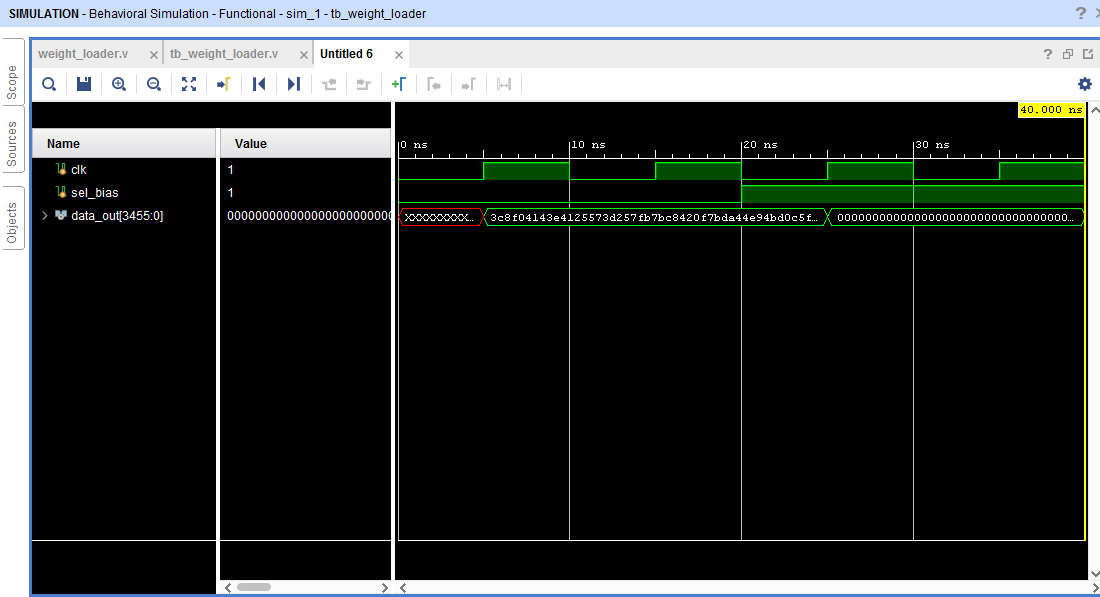 SIMULATION - Behavioral Simulation - Functional - sim_1 - tb_weight_loader
?
Scope
Sources
Objects
weight_loader.v
tb_weight_loader.v
Untitled 6
?
40.000 ns
Name
Value
0 ns
10 ns
20 ns
30 ns
clk
1
sel_bias
1
data_out[3455:0]
000000000000000000000000
XXXXXXXXX...
3c8f04143e4125573d257fb7bc8420f7bda44e94bd0c5f...
0000000000000000000000000000000000...